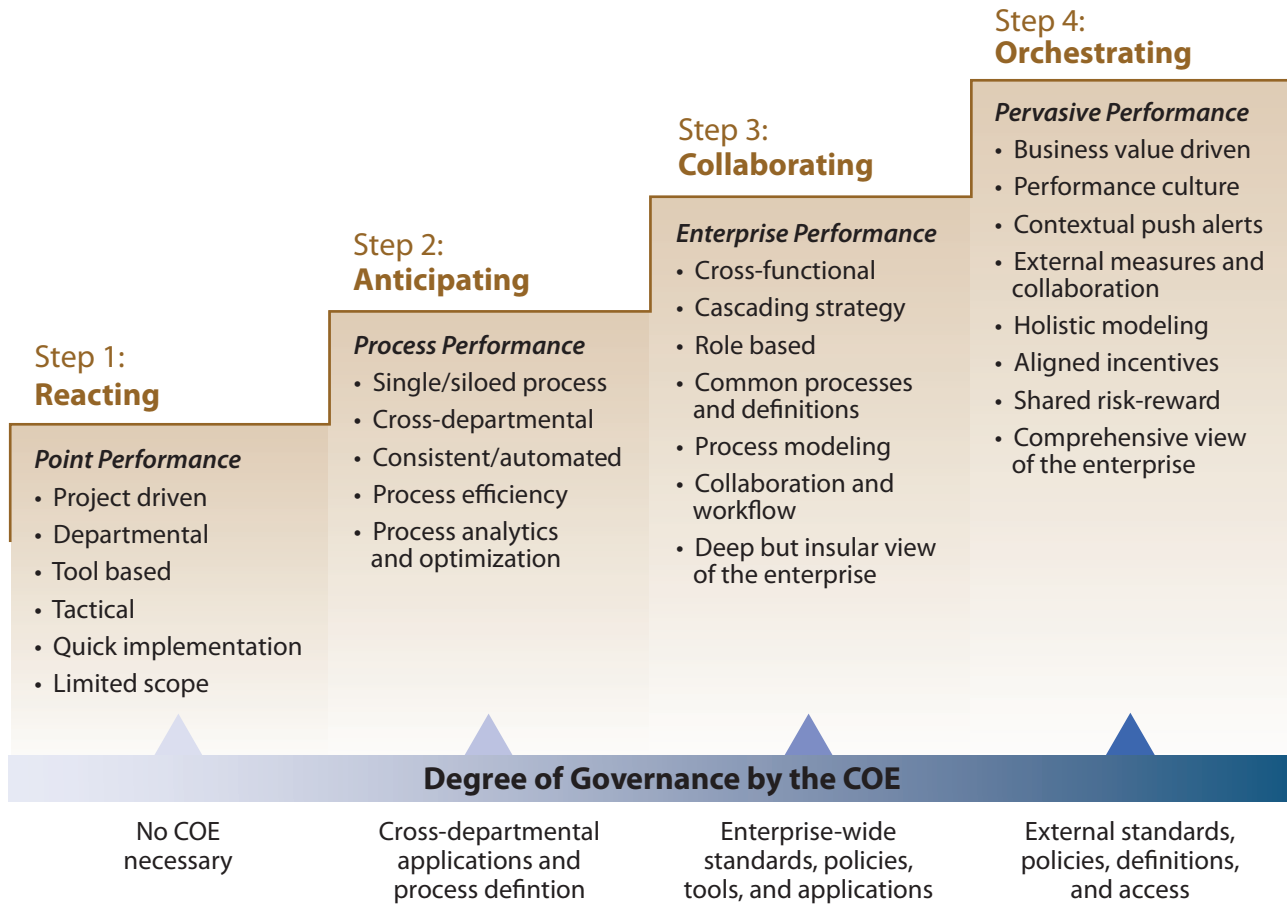 Step 1:
Reacting
Point Performance
• Project driven
• Departmental
• Tool based
• Tactical
• Quick implementation
• Limited scope
Step 2:
Anticipating
Process Performance
• Single/siloed process
• Cross-departmental
• Consistent/automated
• Process efficiency
• Process analytics
and optimization
Step 3:
Collaborating
Enterprise Performance
• Cross-functional
• Cascading strategy
• Role based
• Common processes
and definitions
• Process modeling
• Collaboration and
workflow
• Deep but insular view
of the enterprise
Step 4:
Orchestrating
Pervasive Performance
• Business value driven
• Performance culture
• Contextual push alerts
• External measures and
collaboration
• Holistic modeling
• Aligned incentives
• Shared risk-reward
• Comprehensive view
of the enterprise
Degree of Governance by the COE
No COE
necessary
Cross-departmental
applications and
process defintion
Enterprise-wide
standards, policies,
tools, and applications
External standards,
policies, definitions,
and access